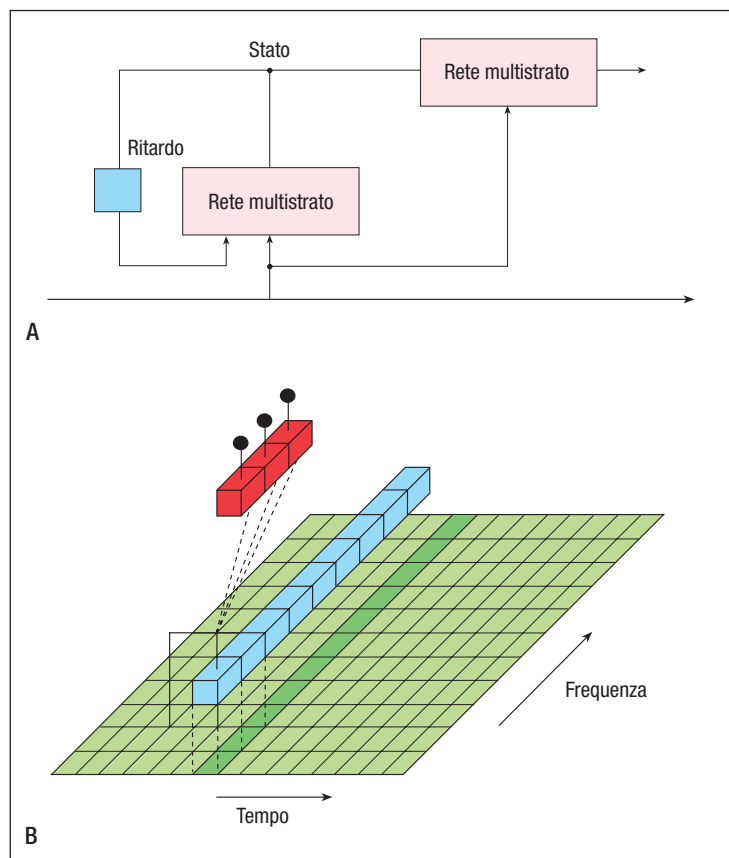 Stato
Rete multistrato
Ritardo
Rete multistrato
A
Frequenza
Tempo
B